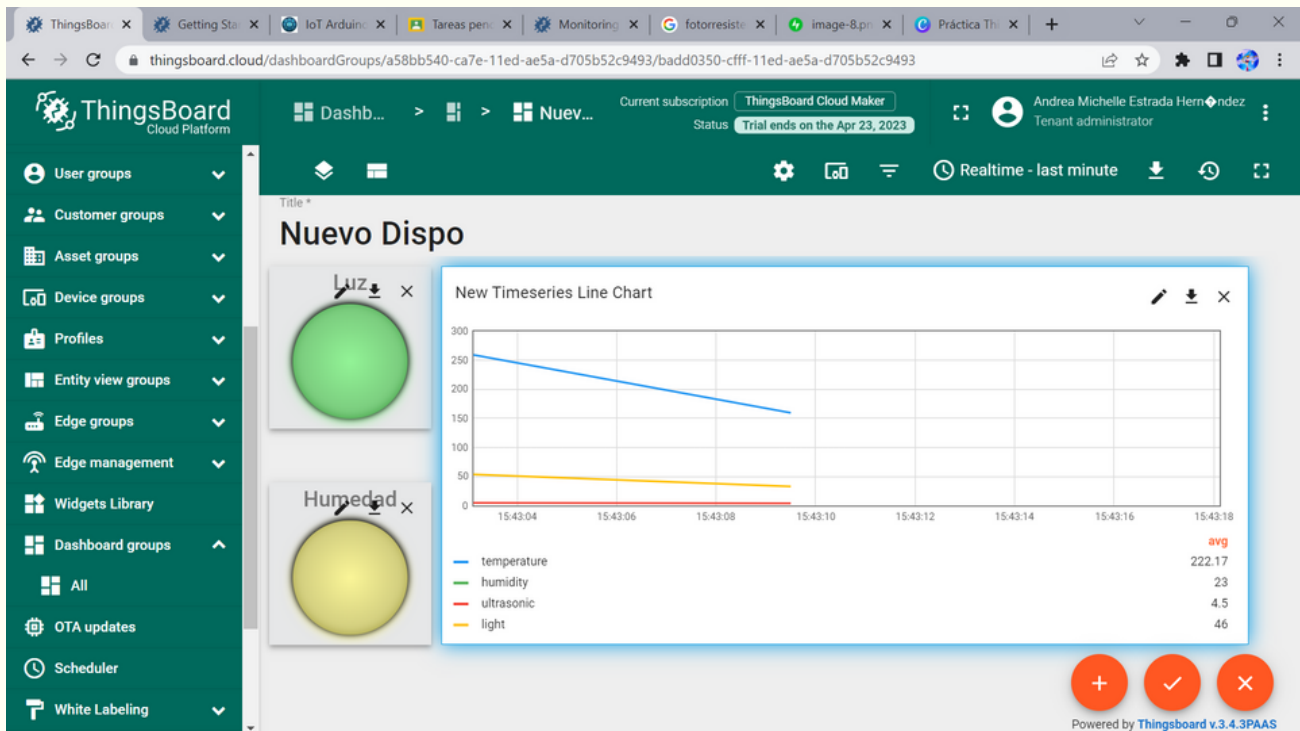 ThingsBoar
Getting Sta
IoT Arduino
Tareas pend
Monitoring
fotorresiste
image-8.pn
Práctica Thi
thingsboard.cloud/dashboardGroups/a58bb540-ca7e-11ed-ae5a-d705b52c9493/badd0350-cfff-11ed-ae5a-d705b52c9493
ThingsBoard
Cloud Platform
Dashb... > > Nuev...
Current subscription ThingsBoard Cloud Maker
Status Trial ends on the Apr 23, 2023
Andrea Michelle Estrada Hern�ndez
Tenant administrator
Realtime - last minute
User groups
Customer groups
Asset groups
Device groups
Profiles
Entity view groups
Edge groups
Edge management
Widgets Library
Dashboard groups
All
OTA updates
Scheduler
White Labeling
Title *
Nuevo Dispo
Luz
Humedad
New Timeseries Line Chart
300
250
200
150
100
50
0
15:43:04 15:43:06 15:43:08 15:43:10 15:43:12 15:43:14 15:43:16 15:43:18
avg
temperature 222.17
humidity 23
ultrasonic 4.5
light 46
Powered by Thingsboard v.3.4.3PAAS